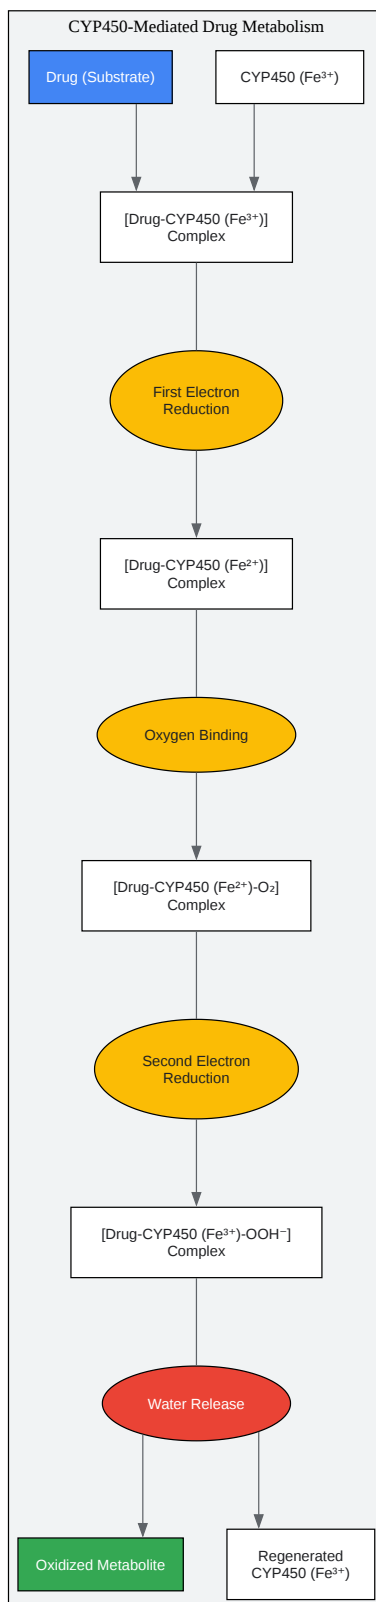 CYP450-Mediated Drug Metabolism
Drug (Substrate)
CYP450 (Fe³⁺)
[Drug-CYP450 (Fe³⁺)]
Complex
First Electron
Reduction
[Drug-CYP450 (Fe²⁺)]
Complex
Oxygen Binding
[Drug-CYP450 (Fe²⁺)-O₂]
Complex
Second Electron
Reduction
[Drug-CYP450 (Fe³⁺)-OOH⁻]
Complex
Water Release
Oxidized Metabolite
Regenerated
CYP450 (Fe³⁺)